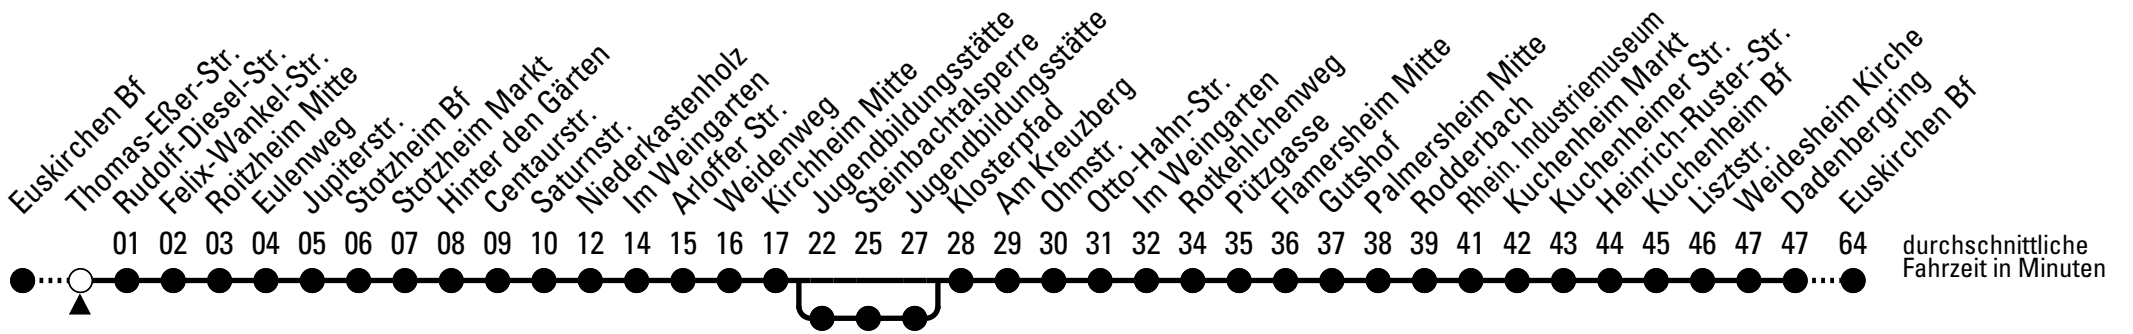 Euskirchen Bf
Thomas-Eßer-Str.
Rudolf-Diesel-Str.
Felix-Wankel-Str.
Roitzheim Mitte
Eulenweg
Jupiterstr.
Stotzheim Bf
Stotzheim Markt
Hinter den Gärten
Centaurstr.
Saturnstr.
Niederkastenholz
Im Weingarten
Arloffer Str.
Weidenweg
Kirchheim Mitte
Jugendbildungsstätte
Steinbachtalsperre
Jugendbildungsstätte
Klosterpfad
Am Kreuzberg
Ohmstr.
Otto-Hahn-Str.
Im Weingarten
Rotkehlchenweg
Pützgasse
Flamersheim Mitte
Gutshof
Palmersheim Mitte
Rodderbach
Rhein. Industriemuseum
Kuchenheim Markt
Kuchenheimer Str.
Heinrich-Ruster-Str.
Kuchenheim Bf
Lisztstr.
Weidesheim Kirche
Dadenbergring
Euskirchen Bf
01 02 03 04 05 06 07 08 09 10 12 14 15 16 17 22 25 27 28 29 30 31 32 34 35 36 37 38 39 41 42 43 44 45 46 47 47 64
durchschnittliche
Fahrzeit in Minuten